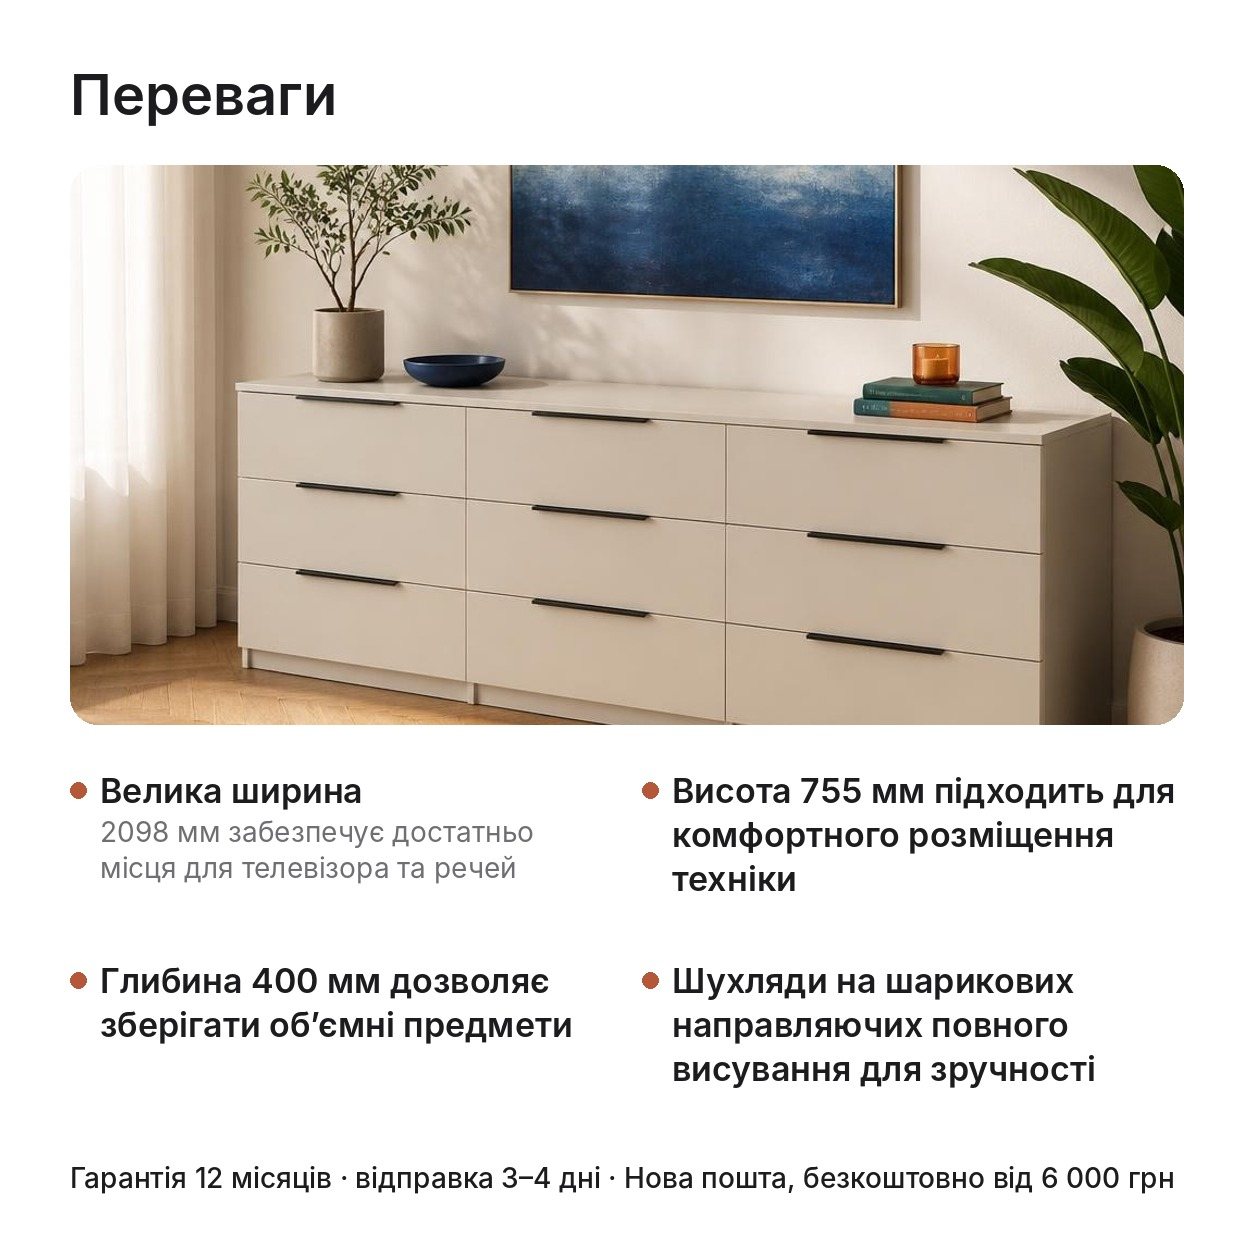 Переваги
Велика ширина
2098 мм забезпечує достатньо
місця для телевізора та речей
Висота 755 мм підходить для
комфортного розміщення
техніки
Глибина 400 мм дозволяє
зберігати об’ємні предмети
Шухляди на шарикових
направляючих повного
висування для зручності
Гарантія 12 місяців · відправка 3–4 дні · Нова пошта, безкоштовно від 6 000 грн